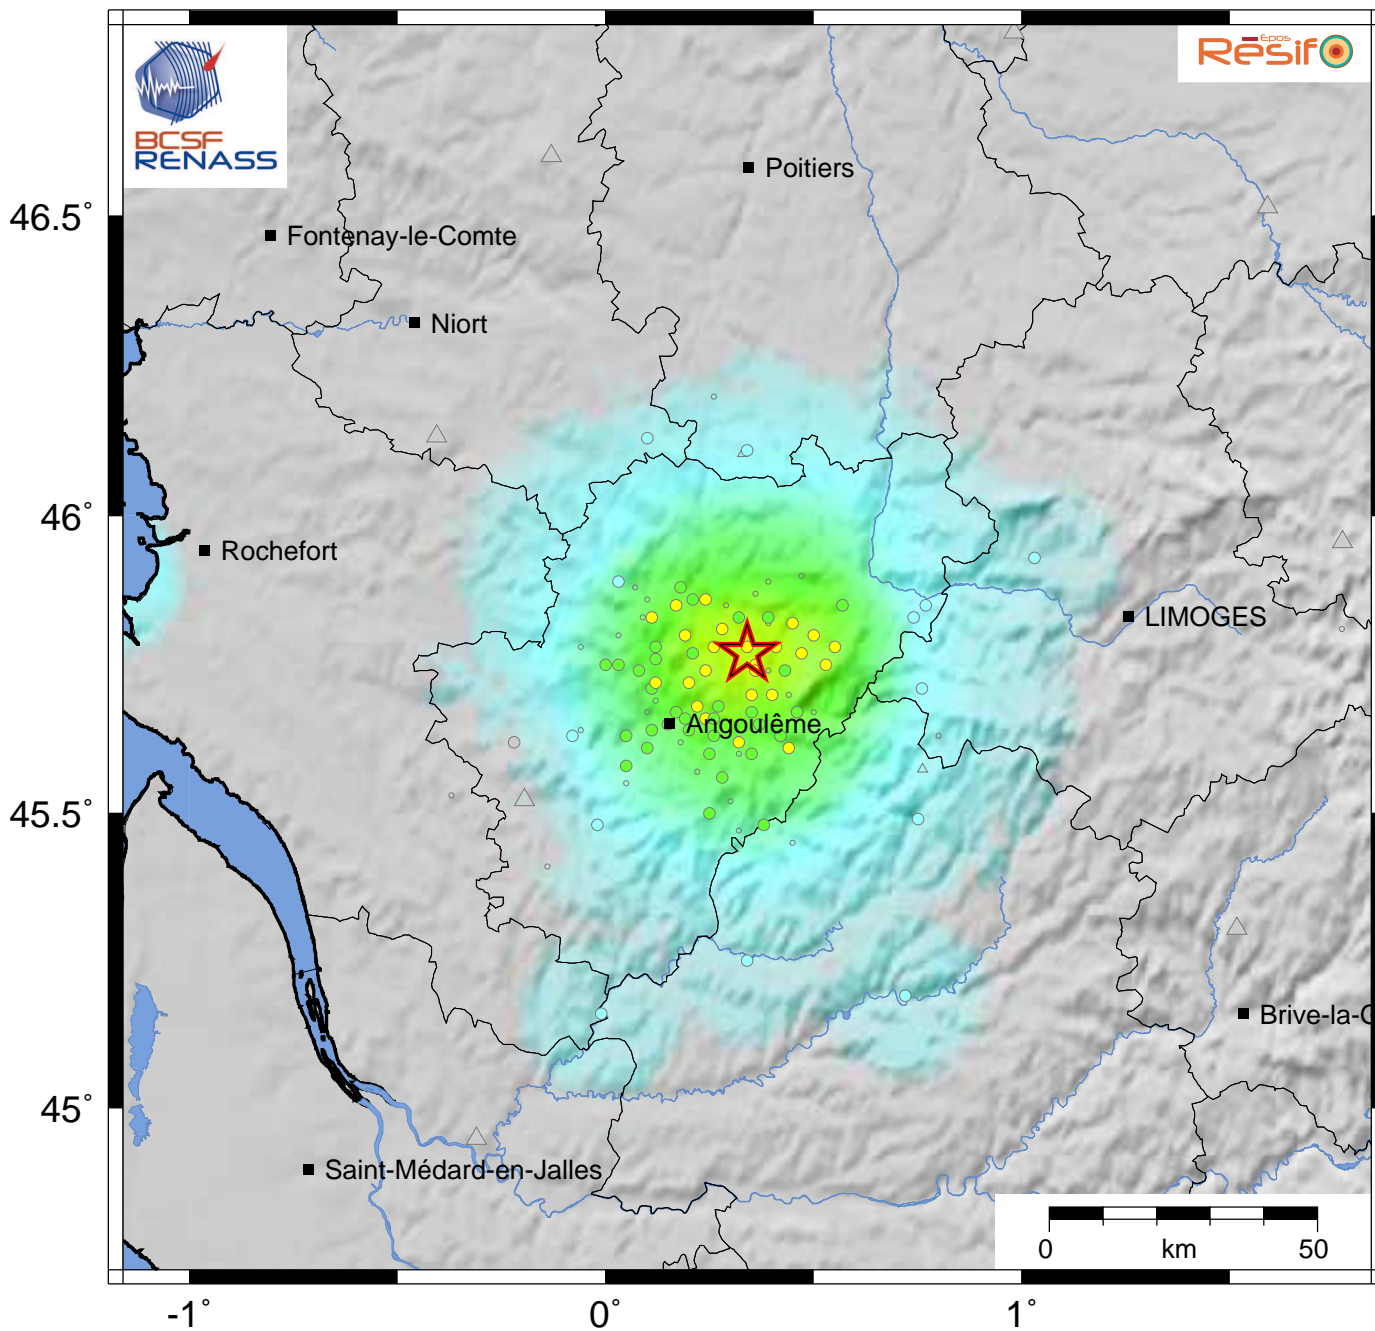 BCSF
RENASS
Epos
Résif
Poitiers
46.5°
Fontenay-le-Comte
Niort
46°
Rochefort
LIMOGES
Angoulême
45.5°
Brive-la-G
45°
Saint-Médard-en-Jalles
0 km 50
-1° 0° 1°